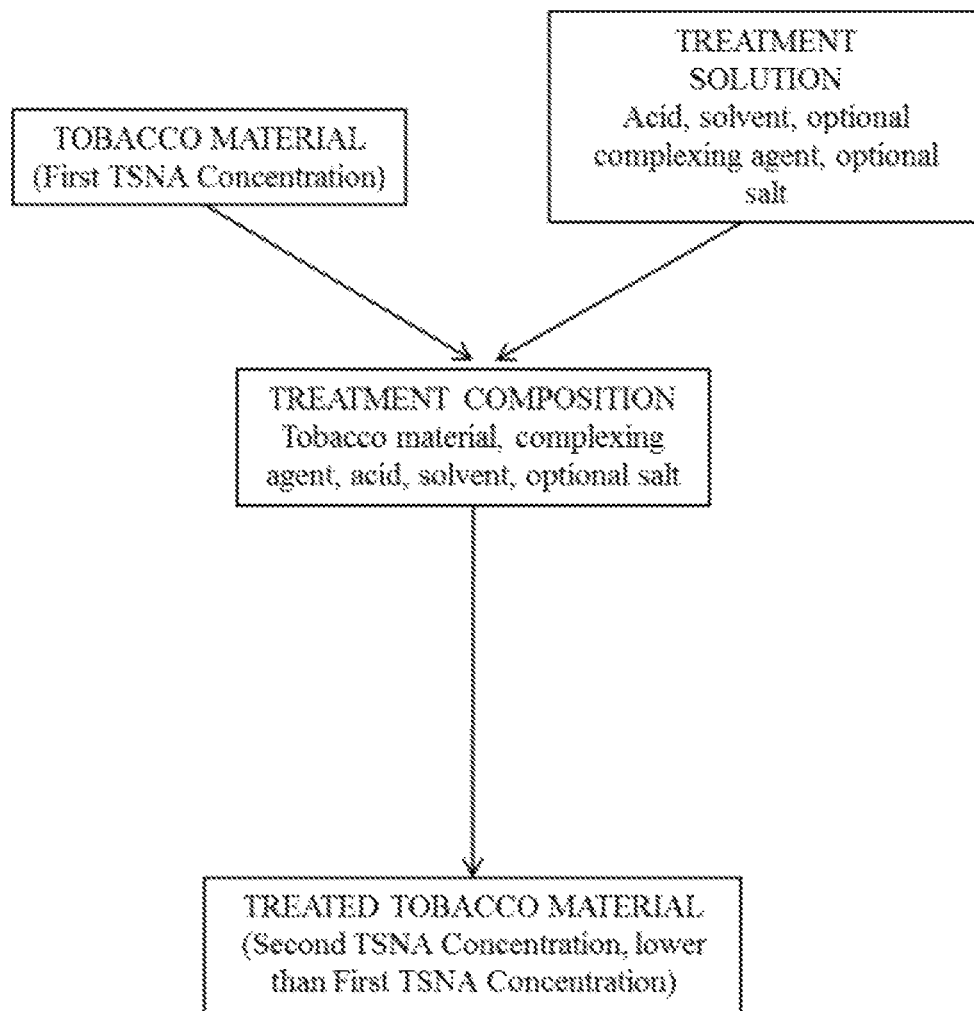 TOBACCO MATERIAL
(First TSNA Concentration)
TREATMENT
SOLUTION
Acid, solvent, optional
complexing agent, optional
salt
TREATMENT COMPOSITION
Tobacco material, complexing
agent, acid, solvent, optional salt
TREATED TOBACCO MATERIAL
(Second TSNA Concentration, lower
than First TSNA Concentration)